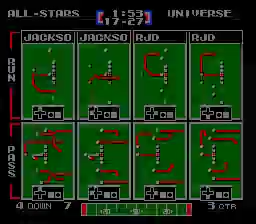 ALL-STARS 1:53 UNIVERSE
17-27
JACKSO JACKSO RJD RJD
RUN
PASS
4 DOWN 7 3 QTR